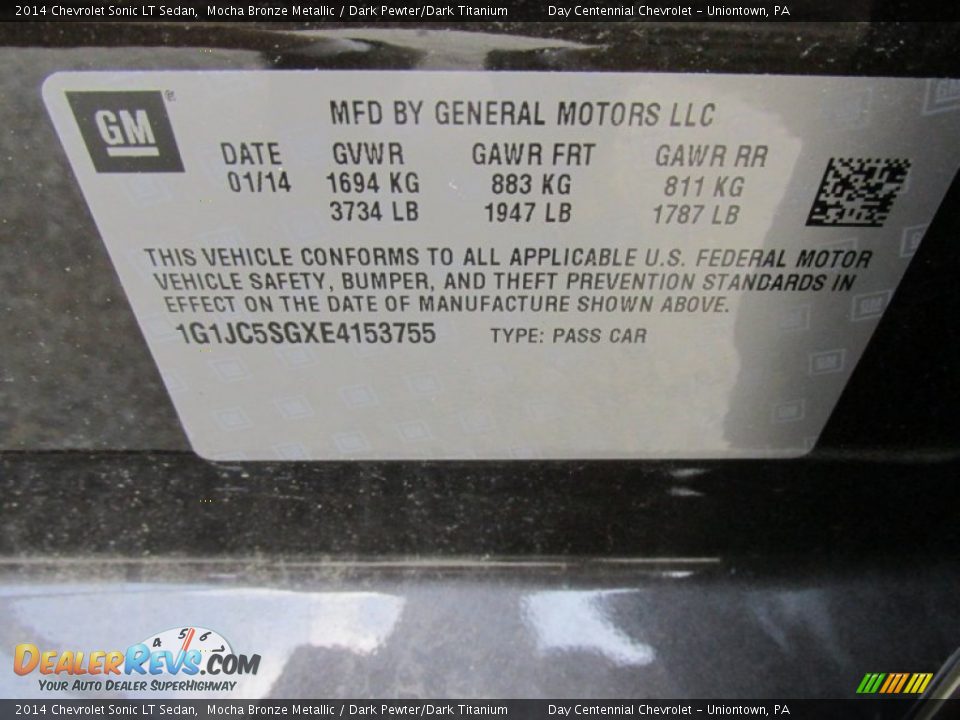 2014 Chevrolet Sonic LT Sedan, Mocha Bronze Metallic / Dark Pewter/Dark Titanium Day Centennial Chevrolet - Uniontown, PA
GM®
MFD BY GENERAL MOTORS LLC
DATE GVWR GAWR FRT GAWR RR
01/14 1694 KG 883 KG 811 KG
3734 LB 1947 LB 1787 LB
THIS VEHICLE CONFORMS TO ALL APPLICABLE U.S. FEDERAL MOTOR
VEHICLE SAFETY, BUMPER, AND THEFT PREVENTION STANDARDS IN
EFFECT ON THE DATE OF MANUFACTURE SHOWN ABOVE.
1G1JC5SGXE4153755 TYPE: PASS CAR
4 5 6
DealerRevs.com
Your Auto Dealer SuperHighway
2014 Chevrolet Sonic LT Sedan, Mocha Bronze Metallic / Dark Pewter/Dark Titanium Day Centennial Chevrolet - Uniontown, PA